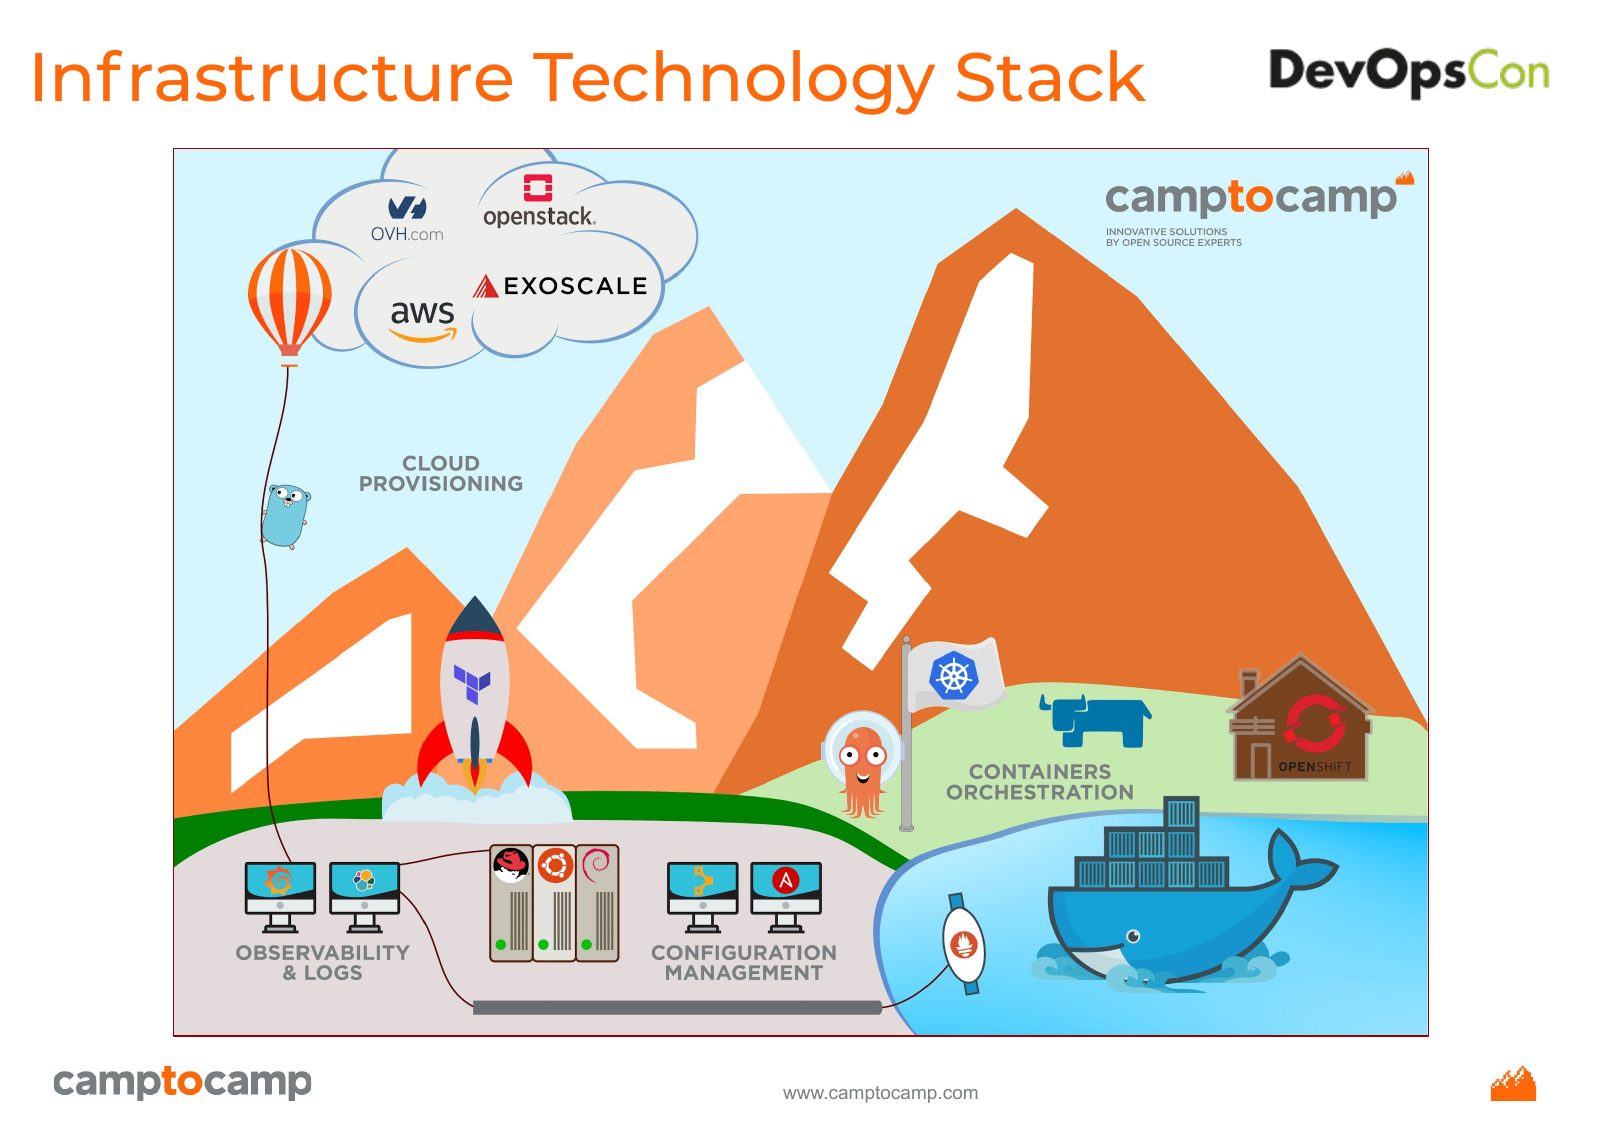 Infrastructure Technology Stack
DevOpsCon
OVH.com
openstack.
EXOSCALE
aws
camptocamp
INNOVATIVE SOLUTIONS
BY OPEN SOURCE EXPERTS
CLOUD
PROVISIONING
CONTAINERS
ORCHESTRATION
OPENSHIFT
OBSERVABILITY
& LOGS
CONFIGURATION
MANAGEMENT
camptocamp
www.camptocamp.com